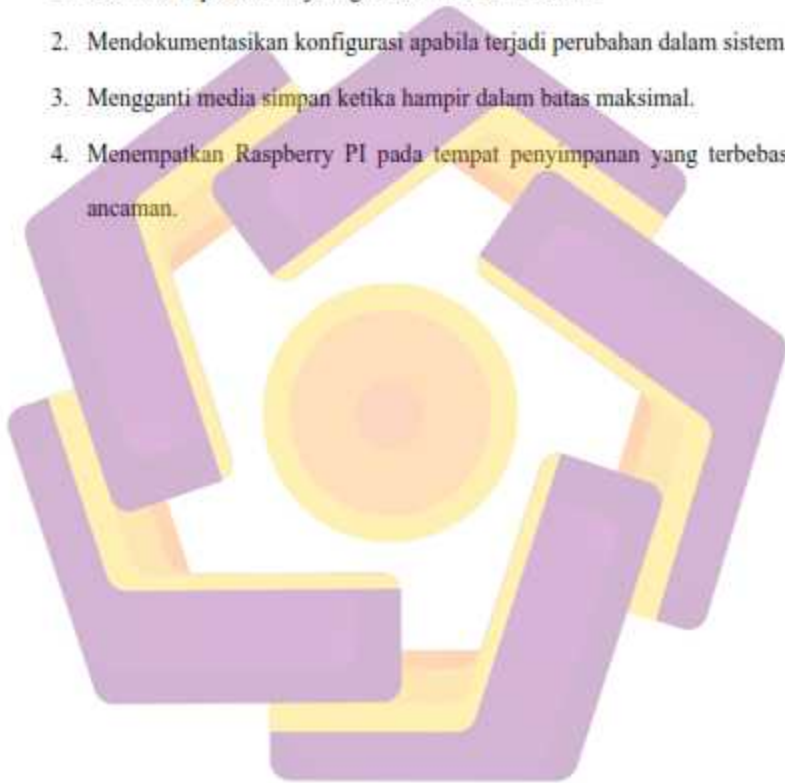 2. Mendokumentasikan konfigurasi apabila terjadi perubahan dalam sistem
3. Mengganti media simpan ketika hampir dalam batas maksimal.
4. Menempatkan Raspberry PI pada tempat penyimpanan yang terbebas
ancaman.